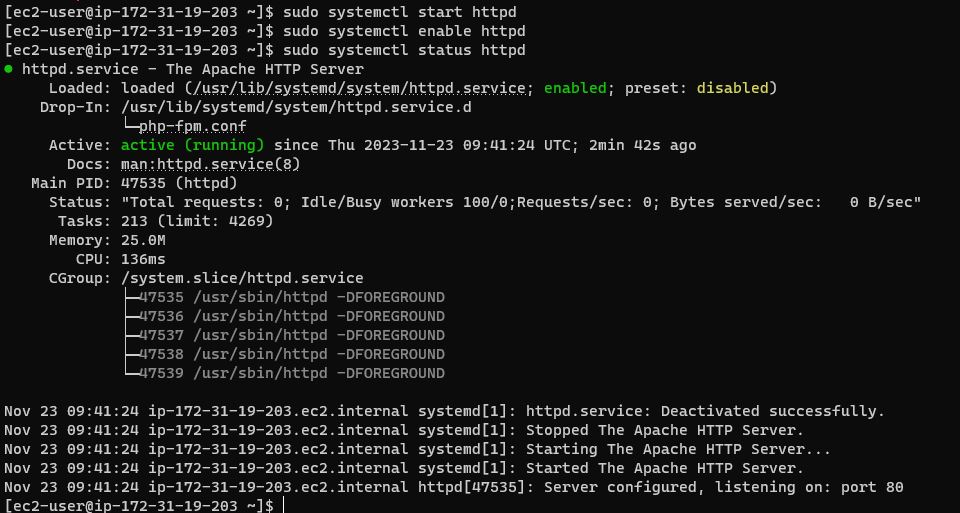 [ec2-user@ip-172-31-19-203 ~]$ sudo systemctl start httpd
[ec2-user@ip-172-31-19-203 ~]$ sudo systemctl enable httpd
[ec2-user@ip-172-31-19-203 ~]$ sudo systemctl status httpd
● httpd.service - The Apache HTTP Server
     Loaded: loaded (/usr/lib/systemd/system/httpd.service; enabled; preset: disabled)
    Drop-In: /usr/lib/systemd/system/httpd.service.d
             └─php-fpm.conf
     Active: active (running) since Thu 2023-11-23 09:41:24 UTC; 2min 42s ago
       Docs: man:httpd.service(8)
   Main PID: 47535 (httpd)
     Status: "Total requests: 0; Idle/Busy workers 100/0;Requests/sec: 0; Bytes served/sec:   0 B/sec"
      Tasks: 213 (limit: 4269)
     Memory: 25.0M
        CPU: 136ms
     CGroup: /system.slice/httpd.service
             ├─47535 /usr/sbin/httpd -DFOREGROUND
             ├─47536 /usr/sbin/httpd -DFOREGROUND
             ├─47537 /usr/sbin/httpd -DFOREGROUND
             ├─47538 /usr/sbin/httpd -DFOREGROUND
             └─47539 /usr/sbin/httpd -DFOREGROUND

Nov 23 09:41:24 ip-172-31-19-203.ec2.internal systemd[1]: httpd.service: Deactivated successfully.
Nov 23 09:41:24 ip-172-31-19-203.ec2.internal systemd[1]: Stopped The Apache HTTP Server.
Nov 23 09:41:24 ip-172-31-19-203.ec2.internal systemd[1]: Starting The Apache HTTP Server...
Nov 23 09:41:24 ip-172-31-19-203.ec2.internal systemd[1]: Started The Apache HTTP Server.
Nov 23 09:41:24 ip-172-31-19-203.ec2.internal httpd[47535]: Server configured, listening on: port 80
[ec2-user@ip-172-31-19-203 ~]$